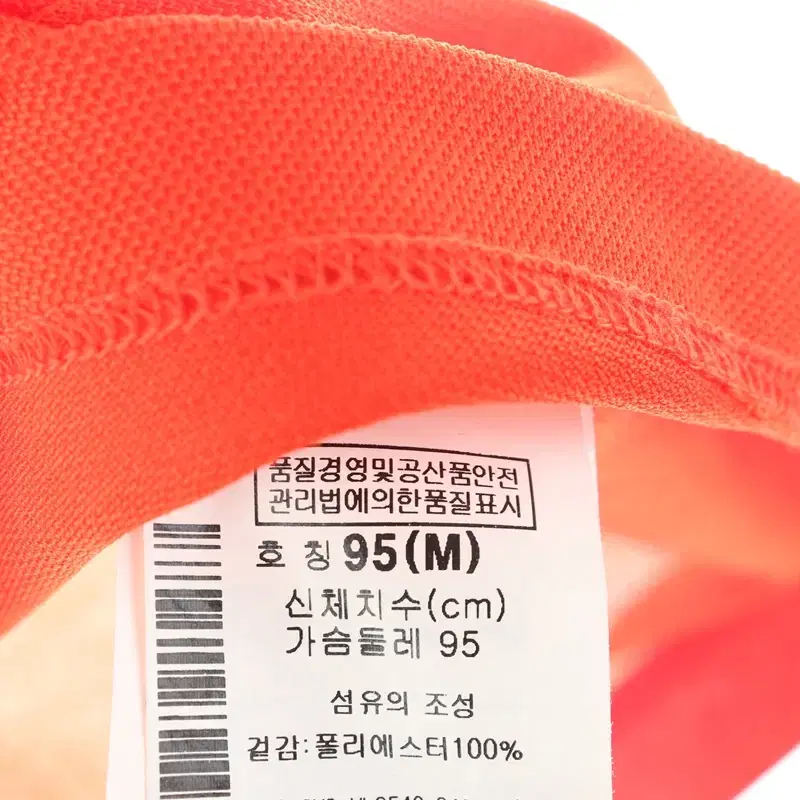 품질경영및공산품안전
관리법에의한품질표시
호 칭 95(M)
신체치수(cm)
가슴둘레 95
섬유의 조성
겉감:폴리에스터100%